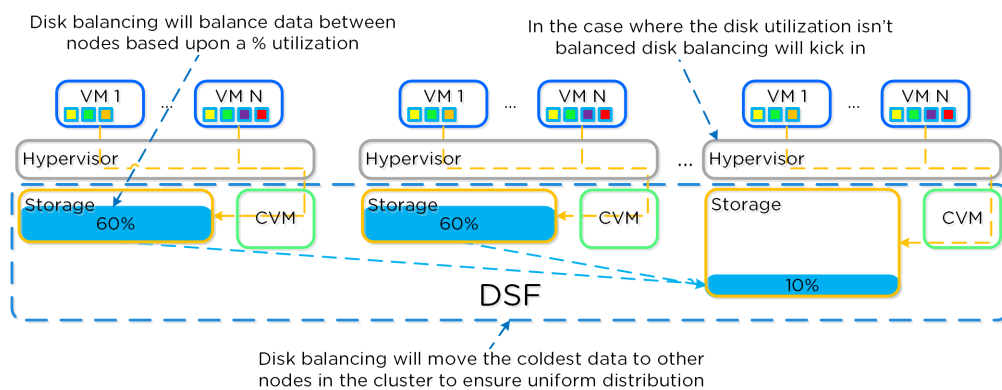 Disk balancing will balance data between
nodes based upon a % utilization
In the case where the disk utilization isn't
balanced disk balancing will kick in
VM 1
...
VM N
VM 1
...
VM N
VM 1
...
VM N
Hypervisor
Hypervisor
...
Hypervisor
Storage
60%
CVM
Storage
60%
CVM
Storage
10%
CVM
DSF
Disk balancing will move the coldest data to other
nodes in the cluster to ensure uniform distribution